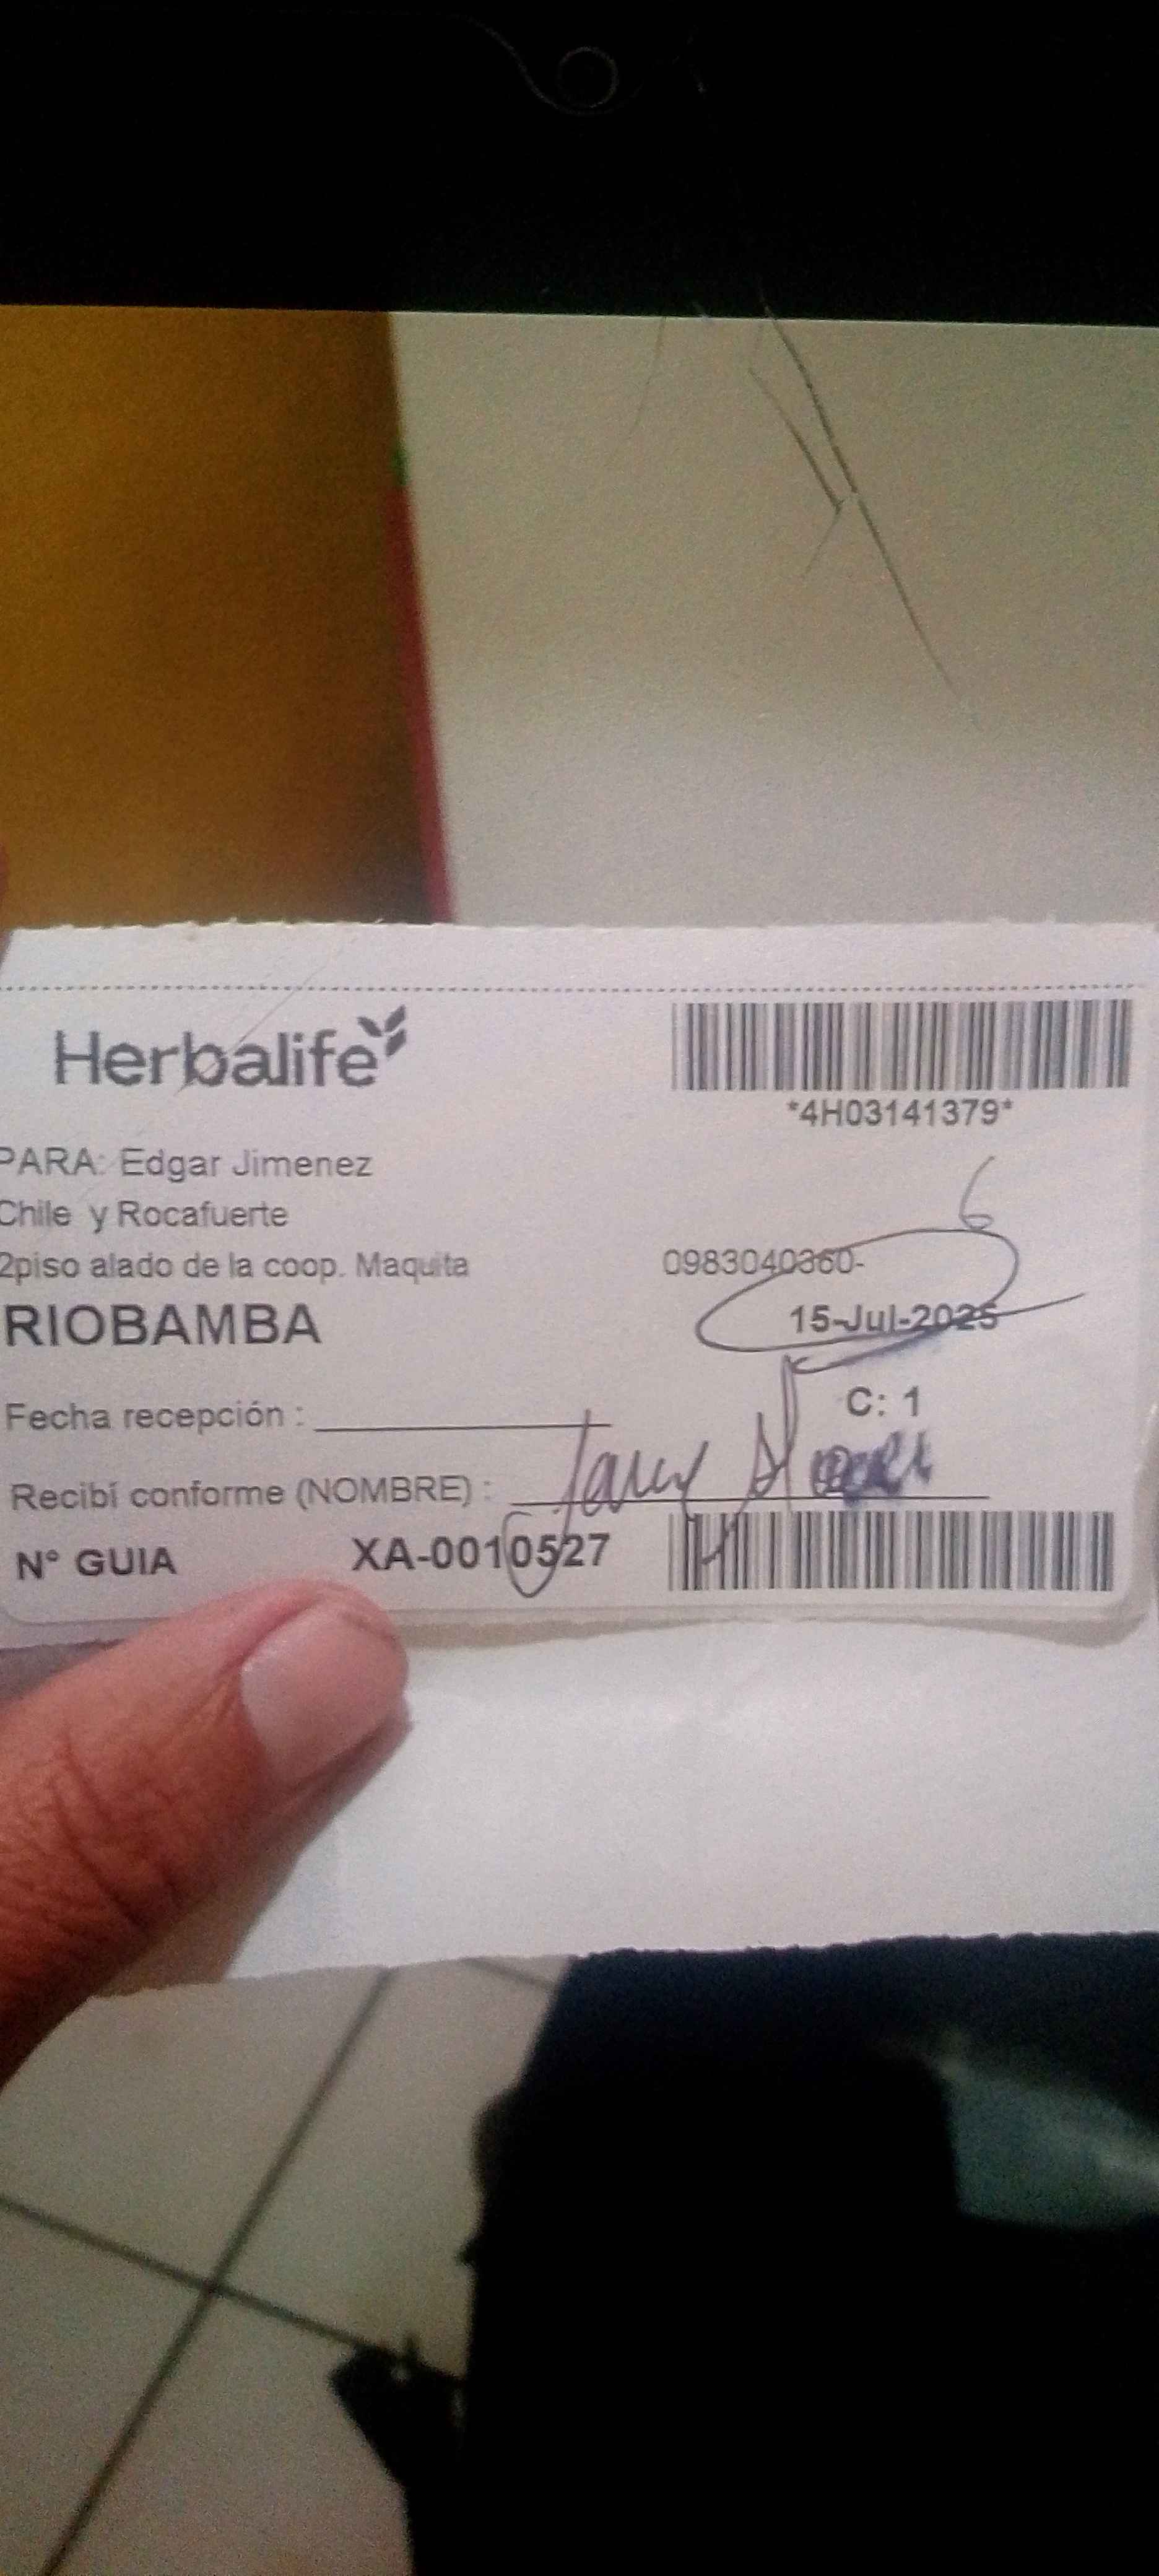 Herbalife
*4H03141379*
PARA: Edgar Jimenez
Chile y Rocafuerte
6
2piso alado de la coop. Maquita 0983040360-
RIOBAMBA 15-Jul-2025
Fecha recepción : C: 1
Recibí conforme (NOMBRE) :
N° GUIA XA-0010527